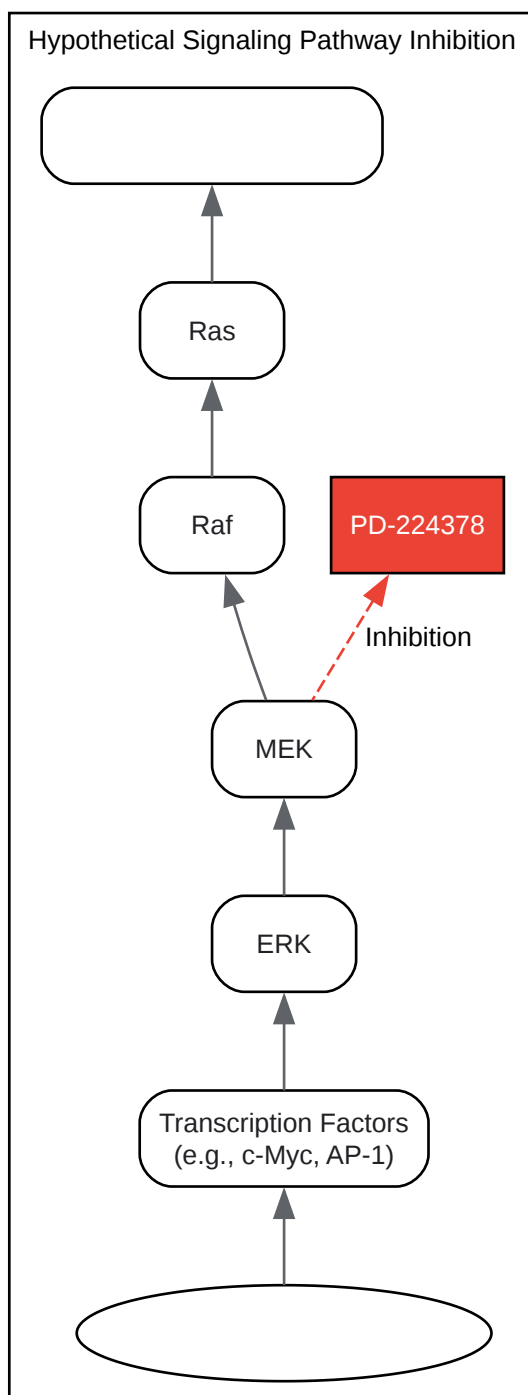 Hypothetical Signaling Pathway Inhibition
Ras
Raf
PD-224378
Inhibition
MEK
ERK
Transcription Factors
(e.g., c-Myc, AP-1)